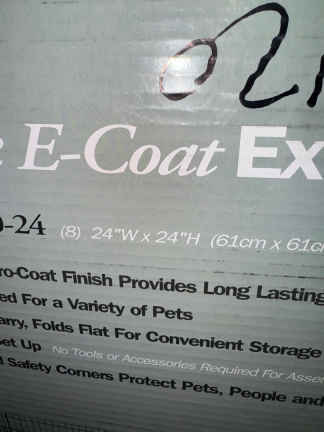 02
E-Coat Ex
-24 (8) 24"W x 24"H (61cm x 61c
ro-Coat Finish Provides Long Lasting
ed For a Variety of Pets
arry, Folds Flat For Convenient Storage
et Up No Tools or Accessories Required For Asse
Safety Corners Protect Pets, People and